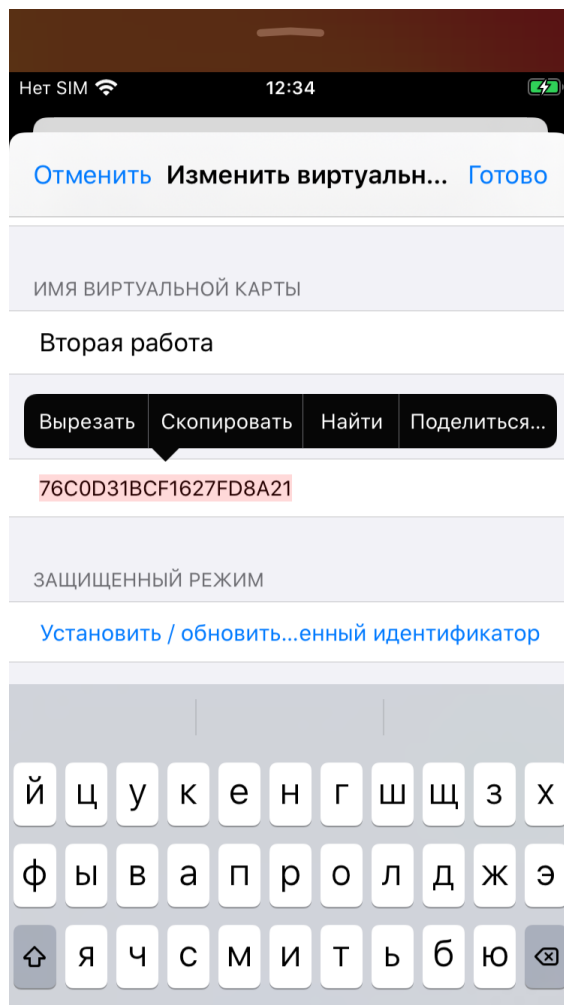 Нет SIM 12:34
Отменить Изменить виртуальн... Готово
ИМЯ ВИРТУАЛЬНОЙ КАРТЫ
Вторая работа
Вырезать Скопировать Найти Поделиться...
76C0D31BCF1627FD8A21
ЗАЩИЩЕННЫЙ РЕЖИМ
Установить / обновить...енный идентификатор
й ц у к е н г ш щ з х
ф ы в а п р о л д ж э
я ч с м и т ь б ю